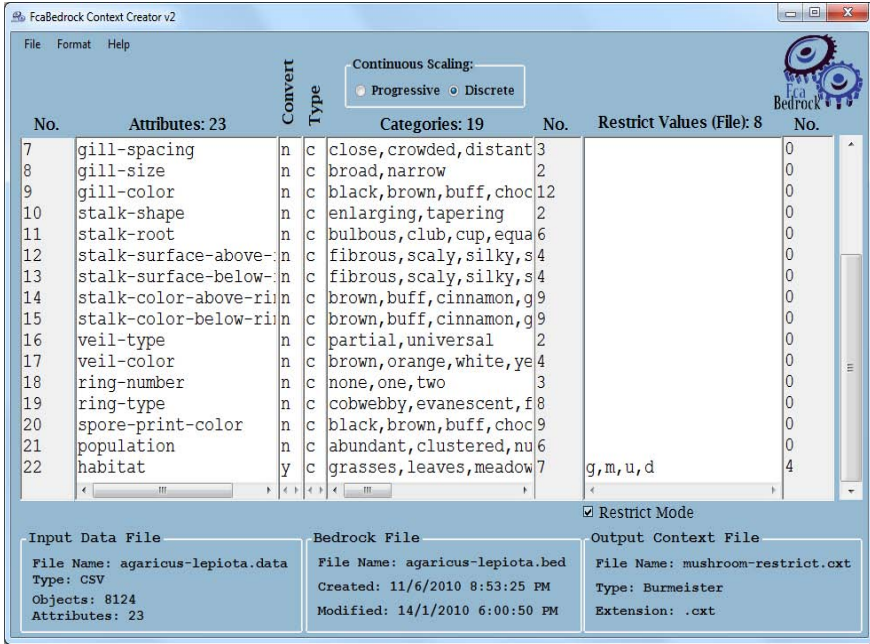 FcaBedrock Context Creator v2
File Format Help
Continuous Scaling:
Progressive Discrete
Convert
Type
Fca
Bedrock
No. Attributes: 23 Categories: 19 No. Restrict Values (File): 8 No.
7 gill-spacing n c close,crowded,distant 3 0
8 gill-size n c broad,narrow 2 0
9 gill-color n c black,brown,buff,choc 12 0
10 stalk-shape n c enlarging,tapering 2 0
11 stalk-root n c bulbous,club,cup,equa 6 0
12 stalk-surface-above- n c fibrous,scaly,silky,s 4 0
13 stalk-surface-below- n c fibrous,scaly,silky,s 4 0
14 stalk-color-above-ri n c brown,buff,cinnamon,g 9 0
15 stalk-color-below-ri n c brown,buff,cinnamon,g 9 0
16 veil-type n c partial,universal 2 0
17 veil-color n c brown,orange,white,ye 4 0
18 ring-number n c none,one,two 3 0
19 ring-type n c cobwebby,evanescent,f 8 0
20 spore-print-color n c black,brown,buff,choc 9 0
21 population n c abundant,clustered,nu 6 0
22 habitat y c grasses,leaves,meadow 7 g,m,u,d 4
Restrict Mode
Input Data File
File Name: agaricus-lepiota.data
Type: CSV
Objects: 8124
Attributes: 23
Bedrock File
File Name: agaricus-lepiota.bed
Created: 11/6/2010 8:53:25 PM
Modified: 14/1/2010 6:00:50 PM
Output Context File
File Name: mushroom-restrict.cxt
Type: Burmeister
Extension: .cxt